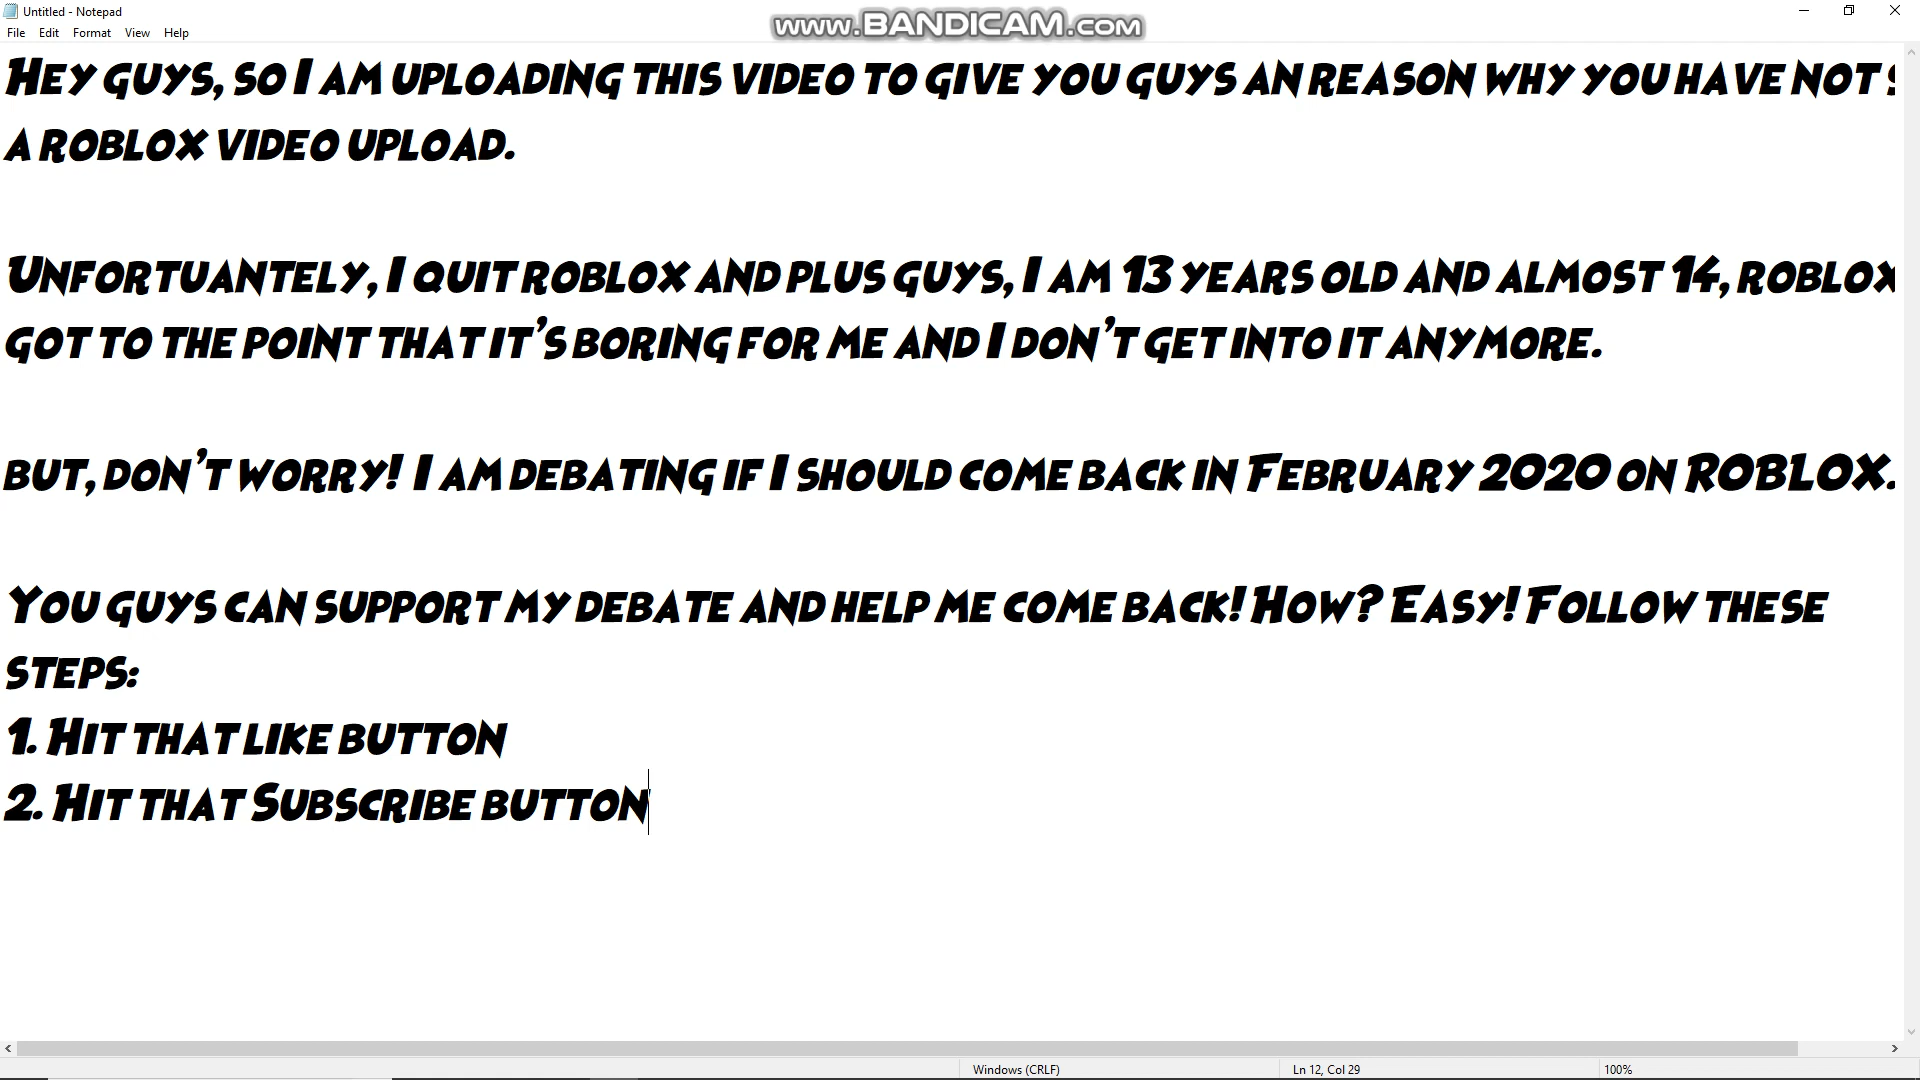 Untitled - Notepad
www.BANDICAM.com
File Edit Format View Help
Hey guys, so I am uploading this video to give you guys an reason why you have not
a roblox video upload.
Unfortuantely, I quit roblox and plus guys, I am 13 years old and almost 14, roblox
got to the point that it's boring for me and I don't get into it anymore.
but, don't worry! I am debating if I should come back in February 2020 on ROBLOX.
You guys can support my debate and help me come back! How? Easy! Follow these
steps:
1. Hit that like button
2. Hit that Subscribe button
Windows (CRLF) Ln 12, Col 29 100%